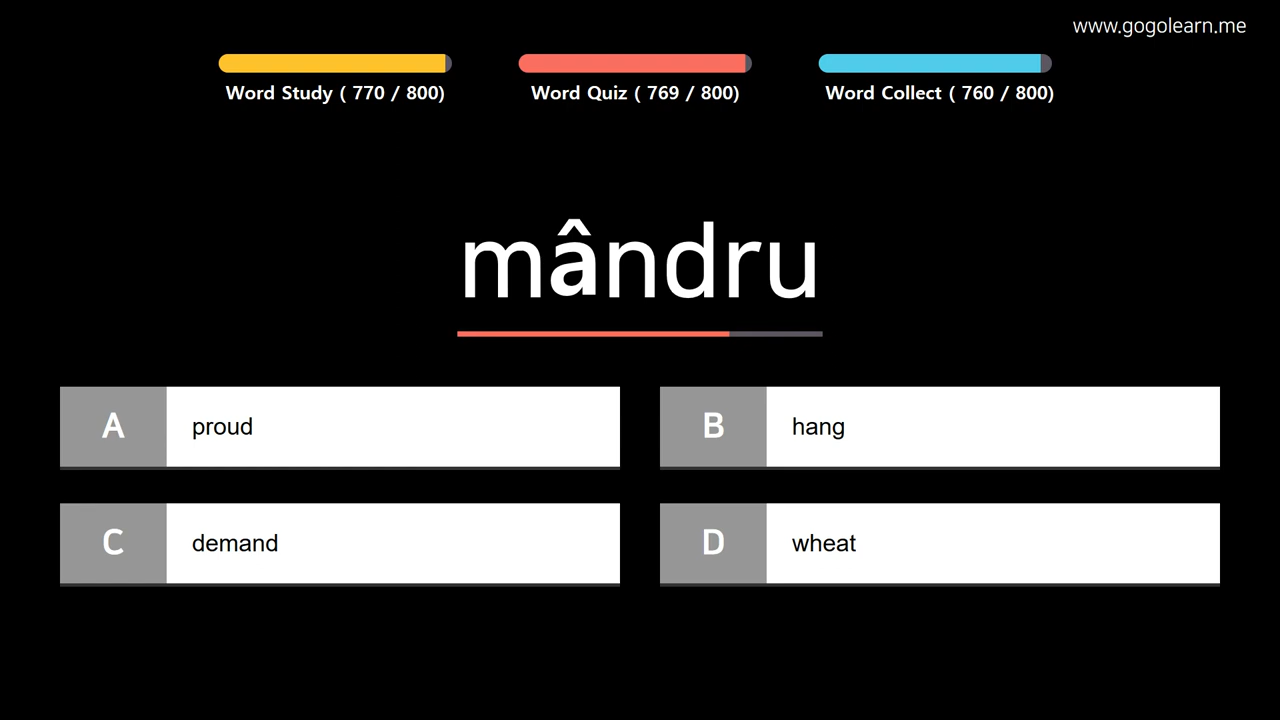 www.gogolearn.me
Word Study ( 770 / 800)
Word Quiz ( 769 / 800)
Word Collect ( 760 / 800)
mândru
A proud
B hang
C demand
D wheat